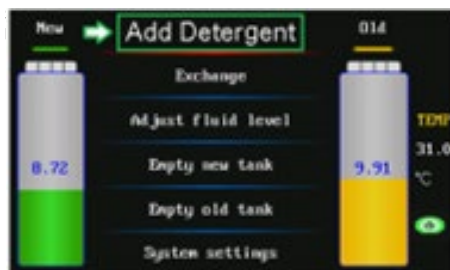 New
Add Detergent
Old
Exchange
Adjust fluid level
TEMP
31.0
8.72
Empty new tank
9.91
℃
Empty old tank
System settings